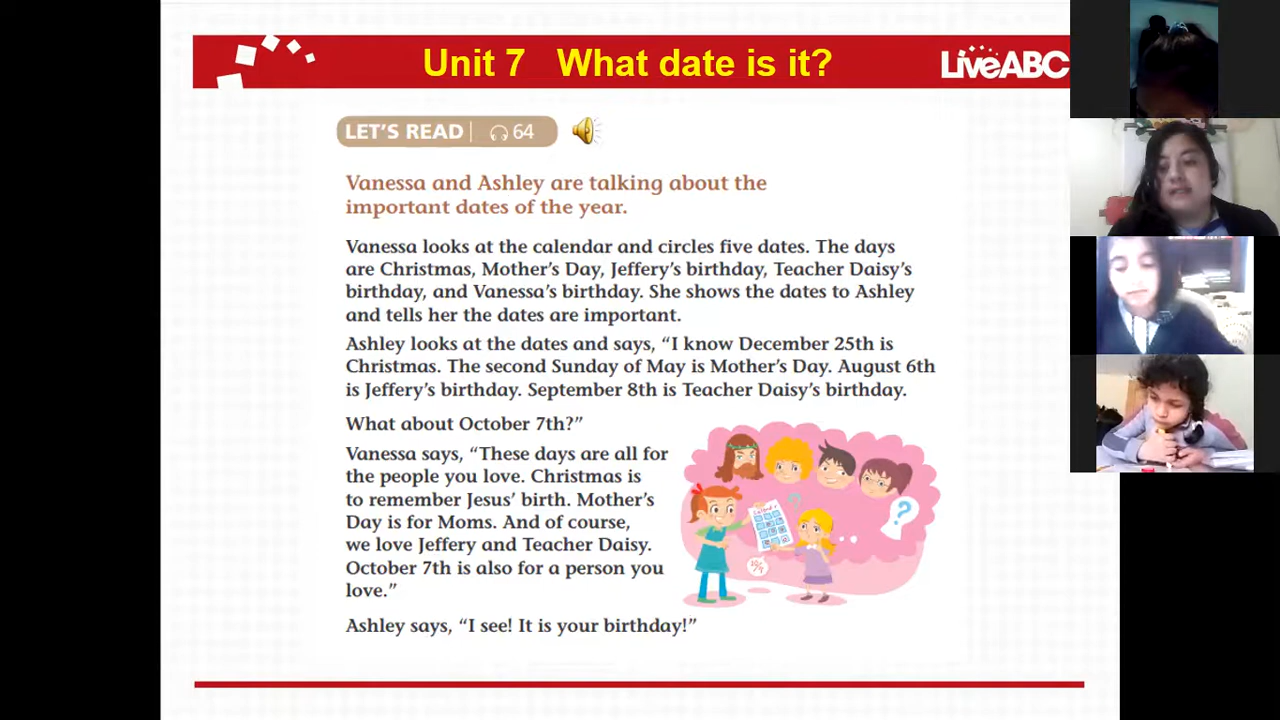 Unit 7 What date is it?
LiveABC
LET'S READ 64
Vanessa and Ashley are talking about the
important dates of the year.
Vanessa looks at the calendar and circles five dates. The days
are Christmas, Mother's Day, Jeffery's birthday, Teacher Daisy's
birthday, and Vanessa's birthday. She shows the dates to Ashley
and tells her the dates are important.
Ashley looks at the dates and says, "I know December 25th is
Christmas. The second Sunday of May is Mother's Day. August 6th
is Jeffery's birthday. September 8th is Teacher Daisy's birthday.
What about October 7th?"
Vanessa says, "These days are all for
the people you love. Christmas is
to remember Jesus' birth. Mother's
Day is for Moms. And of course,
we love Jeffery and Teacher Daisy.
October 7th is also for a person you
love."
?
Calendar
10/7
Ashley says, "I see! It is your birthday!"